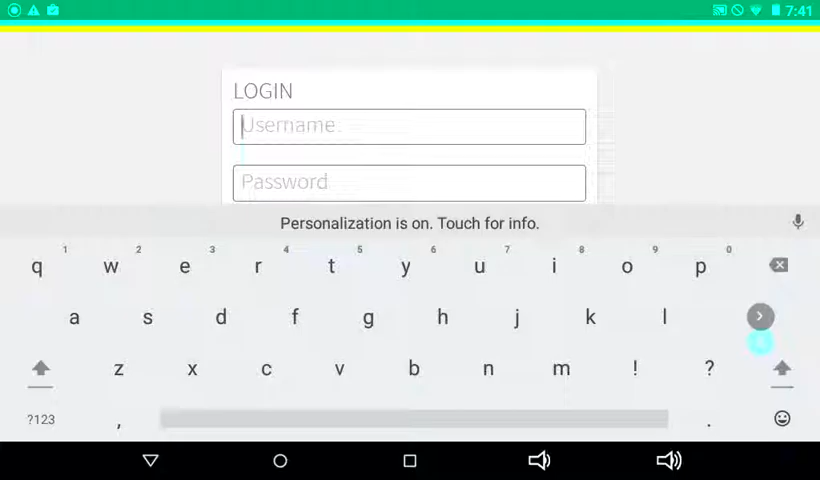 7:41
LOGIN
Username
Password
Personalization is on. Touch for info.
1 2 3 4 5 6 7 8 9 0
q w e r t y u i o p
a s d f g h j k l
z x c v b n m ! ?
?123 , .